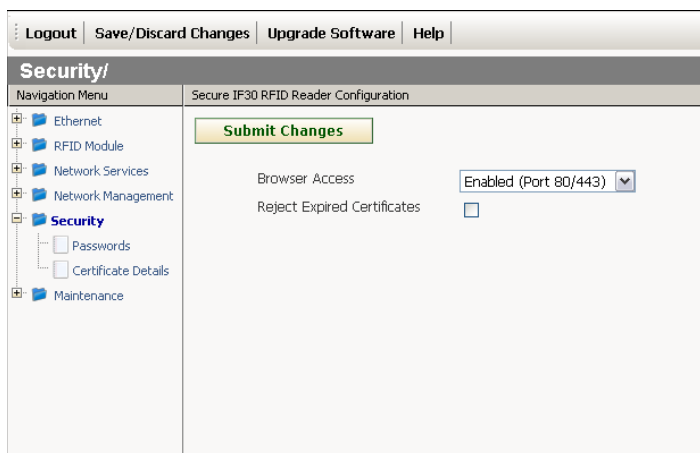 Logout Save/Discard Changes Upgrade Software Help
Security/
Navigation Menu
Secure IF30 RFID Reader Configuration
Ethernet
RFID Module
Network Services
Network Management
Security
Passwords
Certificate Details
Maintenance
Submit Changes
Browser Access Enabled (Port 80/443)
Reject Expired Certificates